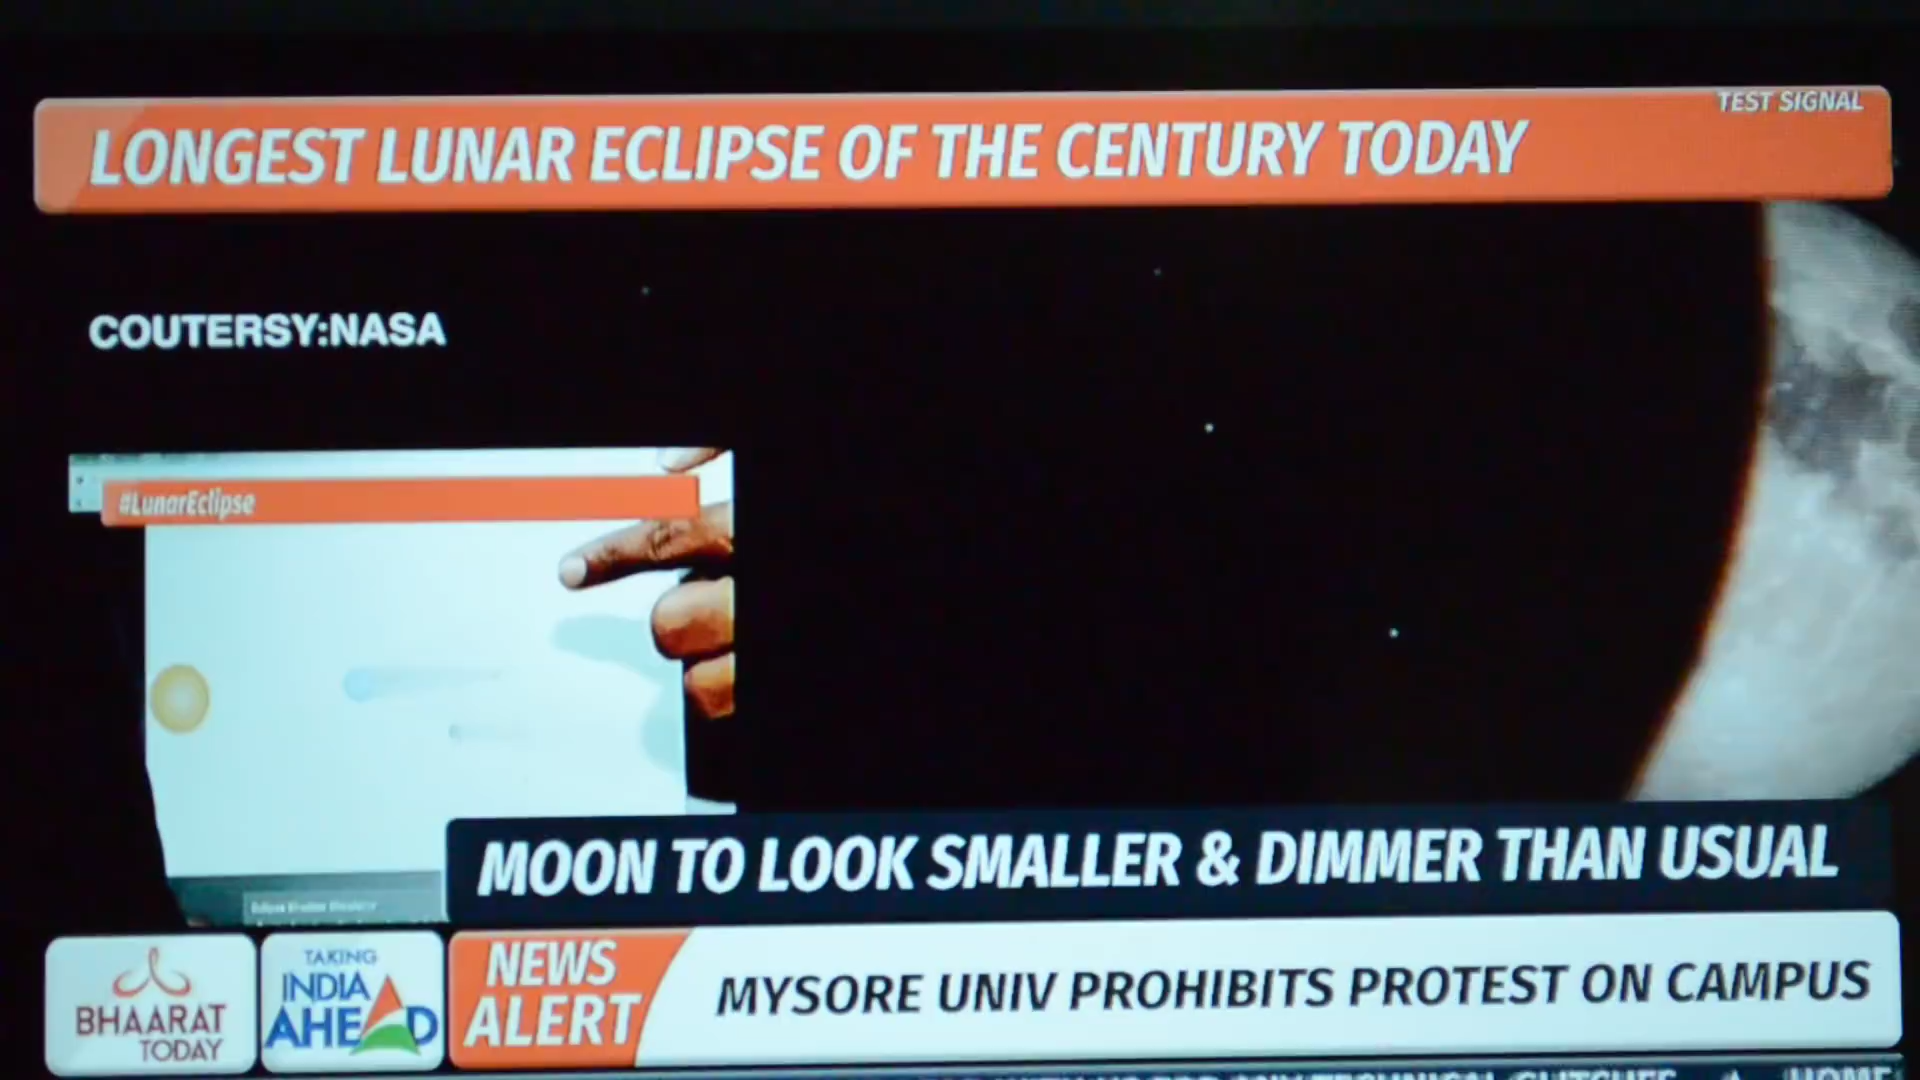 TEST SIGNAL
LONGEST LUNAR ECLIPSE OF THE CENTURY TODAY
COUTERSY:NASA
#LunarEclipse
MOON TO LOOK SMALLER & DIMMER THAN USUAL
BHAARAT
TODAY
TAKING
INDIA
AHEAD
NEWS
ALERT
MYSORE UNIV PROHIBITS PROTEST ON CAMPUS